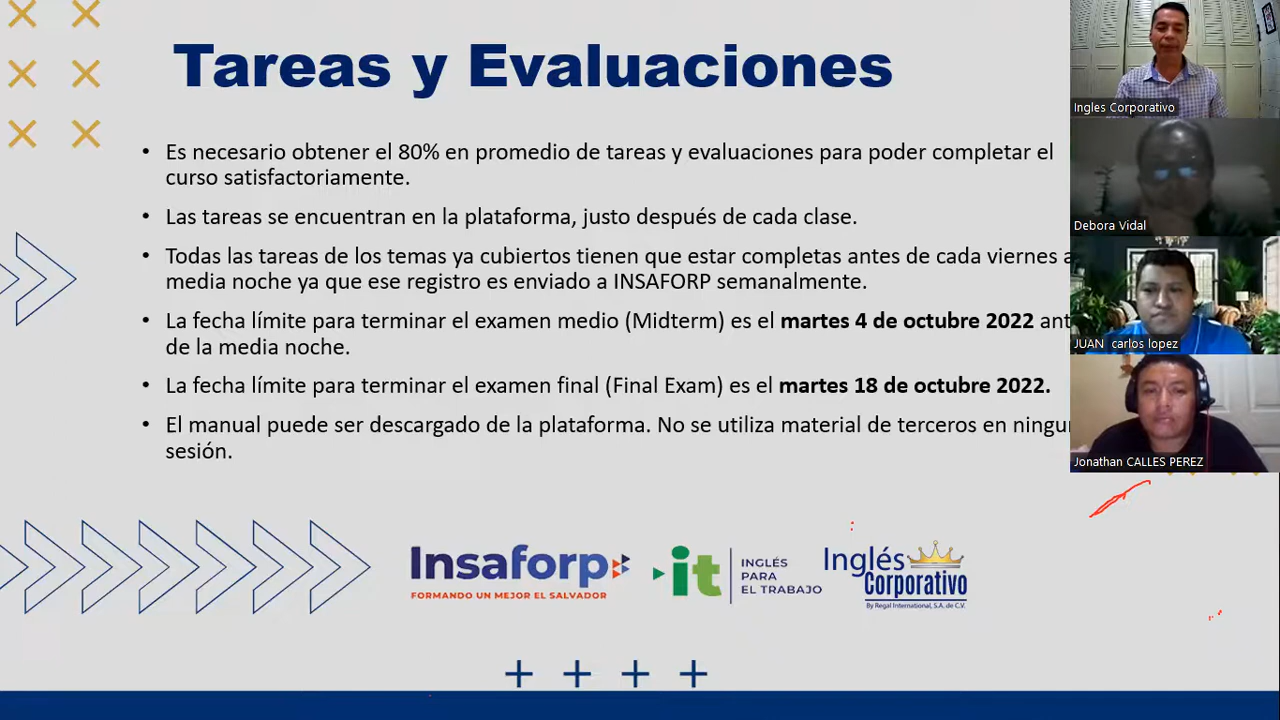 Tareas y Evaluaciones
• Es necesario obtener el 80% en promedio de tareas y evaluaciones para poder completar el
curso satisfactoriamente.
• Las tareas se encuentran en la plataforma, justo después de cada clase.
• Todas las tareas de los temas ya cubiertos tienen que estar completas antes de cada viernes a
media noche ya que ese registro es enviado a INSAFORP semanalmente.
• La fecha límite para terminar el examen medio (Midterm) es el martes 4 de octubre 2022 ant
de la media noche.
• La fecha límite para terminar el examen final (Final Exam) es el martes 18 de octubre 2022.
• El manual puede ser descargado de la plataforma. No se utiliza material de terceros en ningu
sesión.
Insaforp
FORMANDO UN MEJOR EL SALVADOR
it
INGLÉS
PARA
EL TRABAJO
Inglés
Corporativo
By Regal International, S.A. de C.V.
Ingles Corporativo
Debora Vidal
JUAN carlos lopez
Jonathan CALLES PEREZ